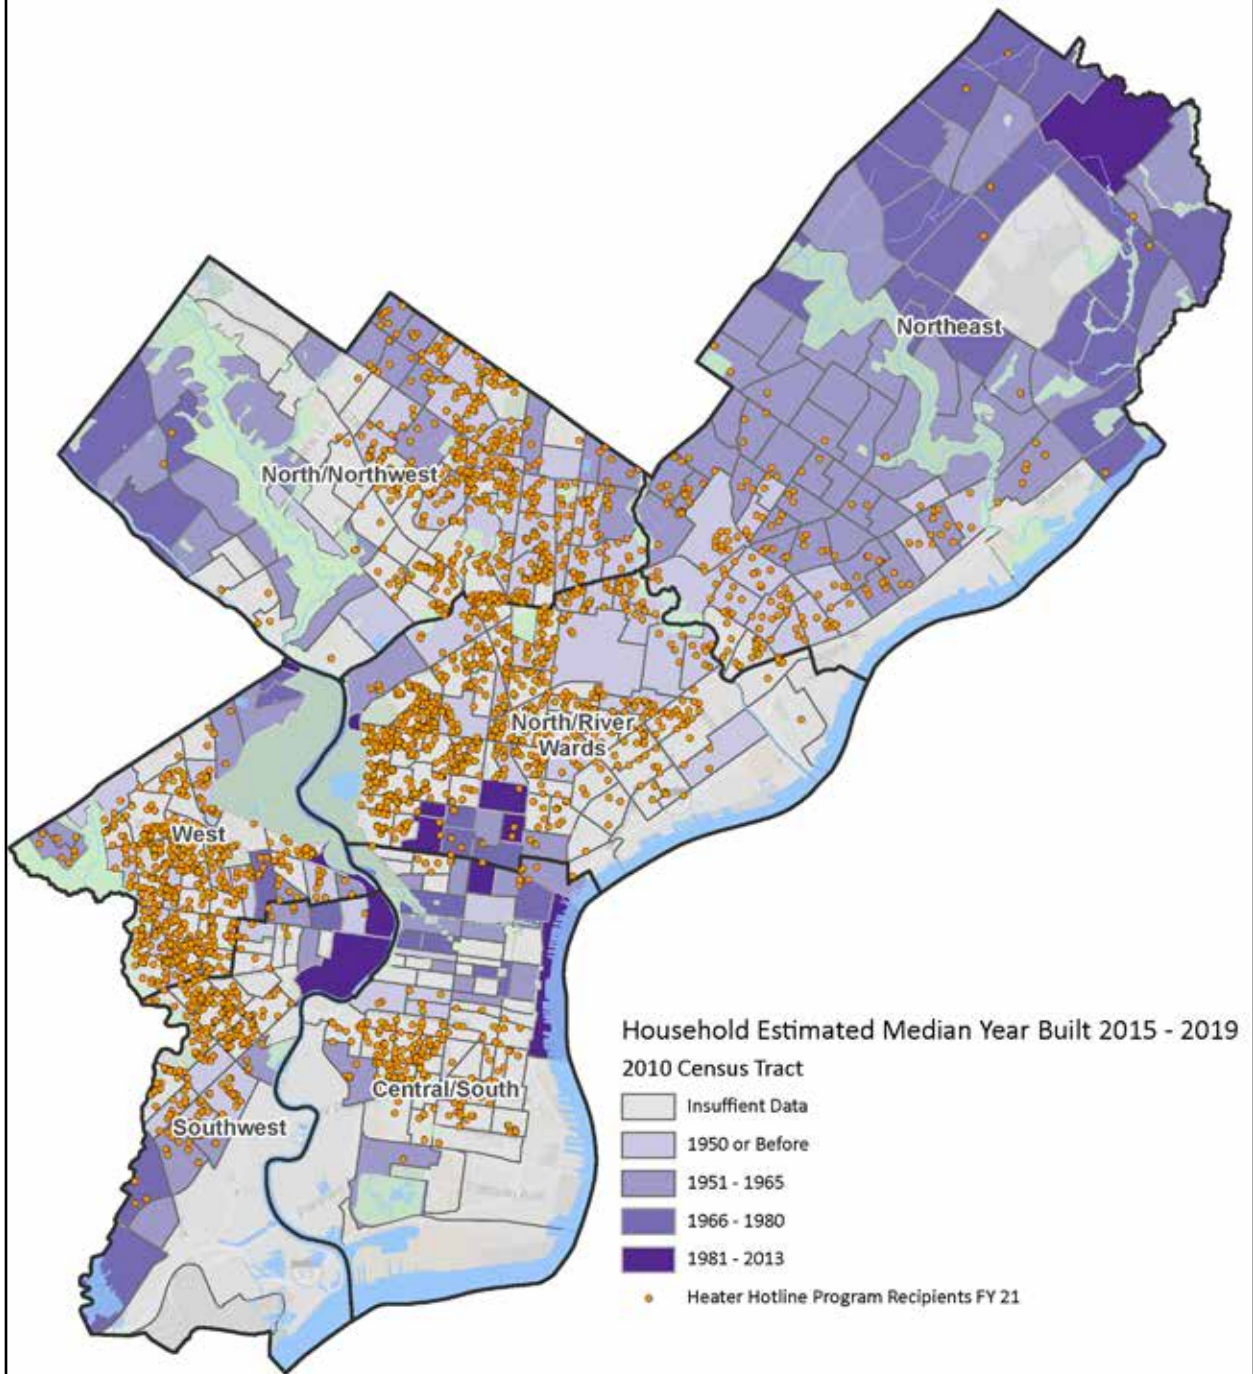 Northeast
North/Northwest
North/River
Wards
West
Central/South
Southwest
Household Estimated Median Year Built 2015 - 2019
2010 Census Tract
Insuffient Data
1950 or Before
1951 - 1965
1966 - 1980
1981 - 2013
Heater Hotline Program Recipients FY 21